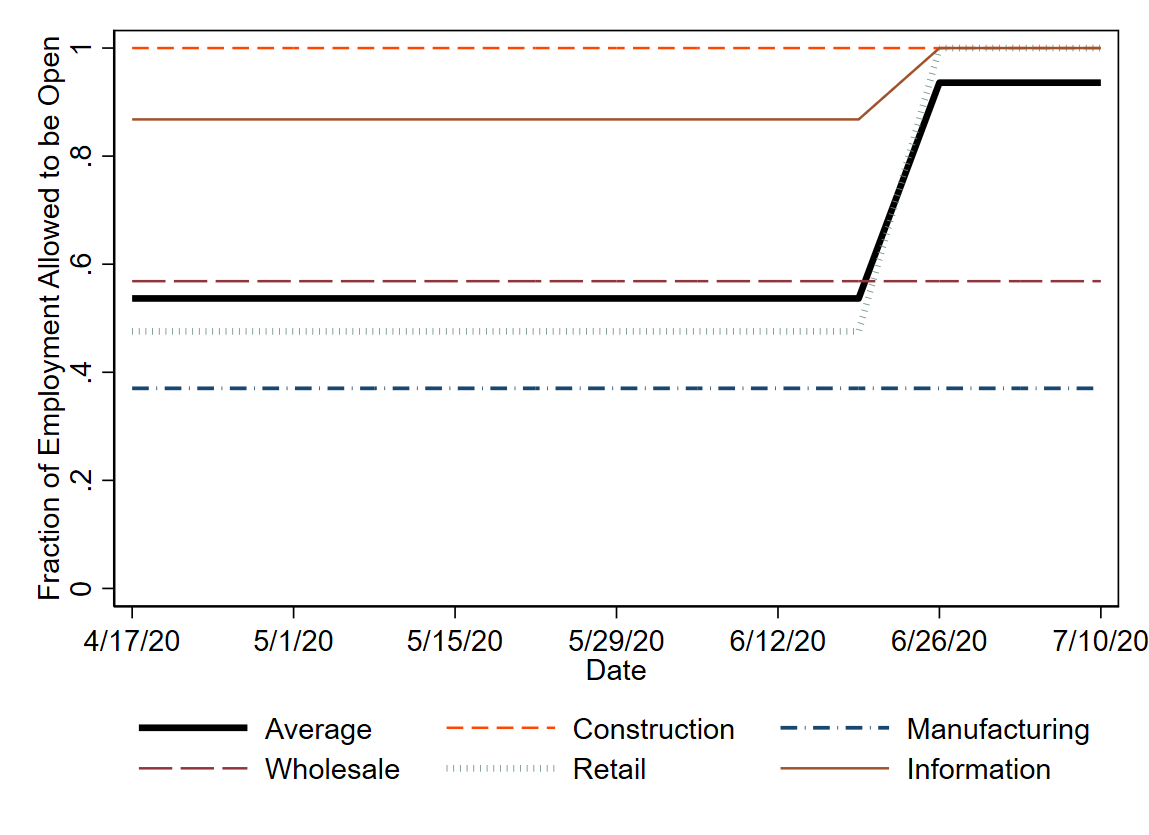 Fraction of Employment Allowed to be Open
1
.8
.6
.4
.2
0
4/17/20 5/1/20 5/15/20 5/29/20 6/12/20 6/26/20 7/10/20
Date
Average Construction Manufacturing
Wholesale Retail Information